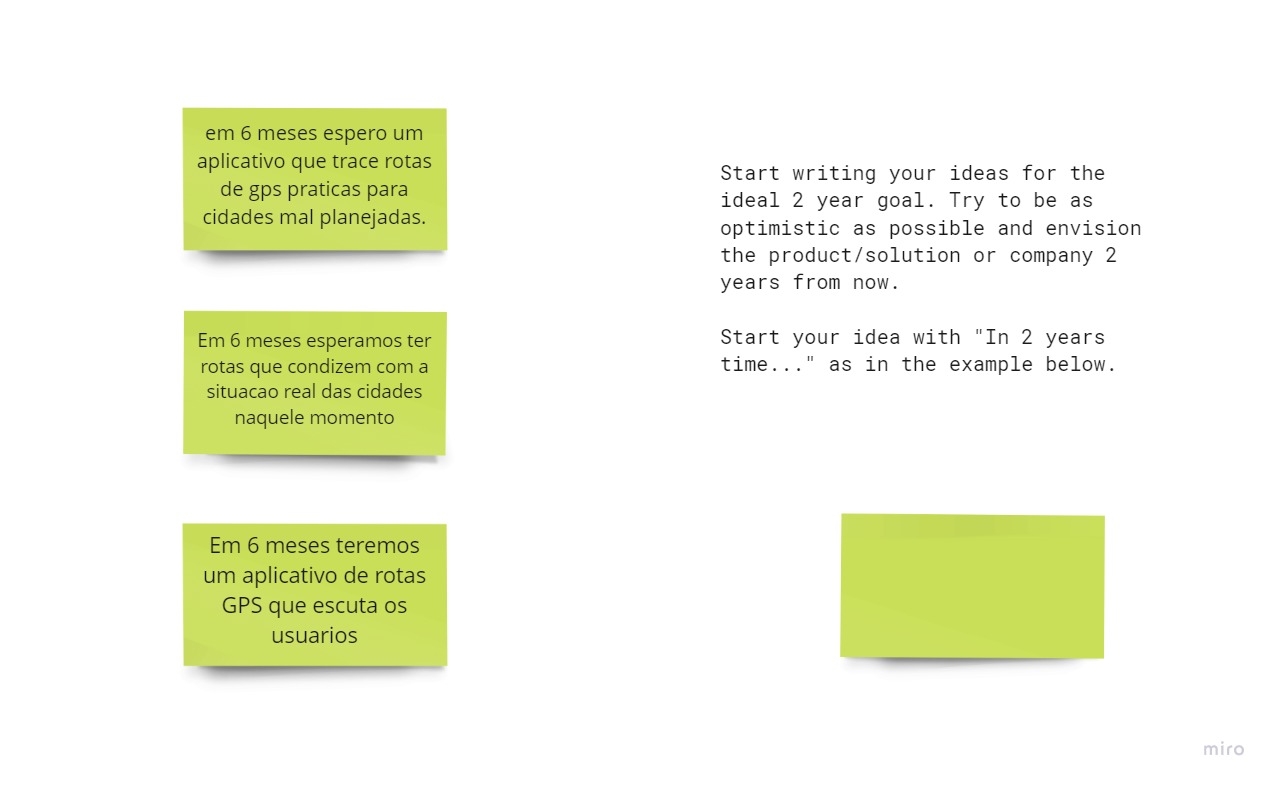 em 6 meses espero um
aplicativo que trace rotas
de gps praticas para
cidades mal planejadas.
Em 6 meses esperamos ter
rotas que condizem com a
situacao real das cidades
naquele momento
Em 6 meses teremos
um aplicativo de rotas
GPS que escuta os
usuarios
Start writing your ideas for the
ideal 2 year goal. Try to be as
optimistic as possible and envision
the product/solution or company 2
years from now.
Start your idea with "In 2 years
time..." as in the example below.
miro